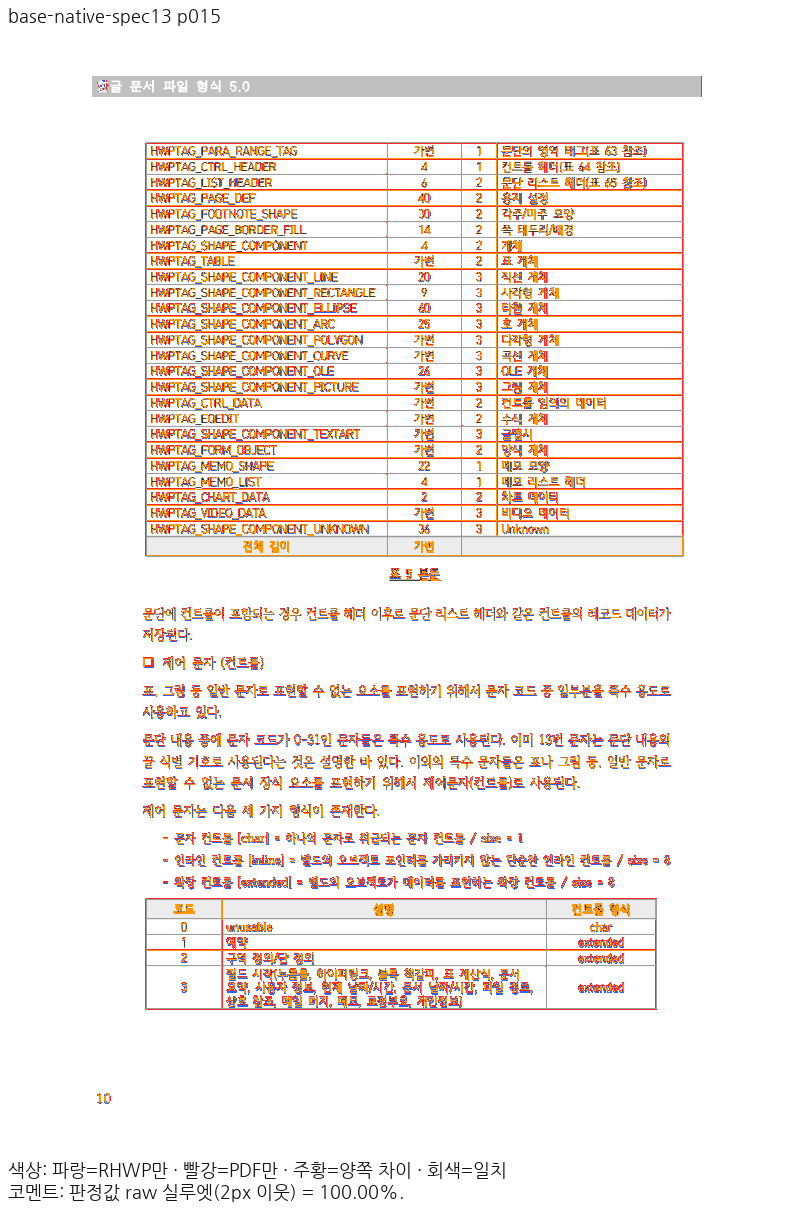 base-native-spec13 p015
한글 문서 파일 형식 5.0
HWPTAG_PARA_RANGE_TAG 가변 1 문단의 영역 태그(표 63 참조)
HWPTAG_CTRL_HEADER 4 1 컨트롤 헤더(표 64 참조)
HWPTAG_LIST_HEADER 6 2 문단 리스트 헤더(표 65 참조)
HWPTAG_PAGE_DEF 40 2 용지 설정
HWPTAG_FOOTNOTE_SHAPE 30 2 각주/미주 모양
HWPTAG_PAGE_BORDER_FILL 14 2 쪽 테두리/배경
HWPTAG_SHAPE_COMPONENT 4 2 개체
HWPTAG_TABLE 가변 2 표 개체
HWPTAG_SHAPE_COMPONENT_LINE 20 3 직선 개체
HWPTAG_SHAPE_COMPONENT_RECTANGLE 9 3 사각형 개체
HWPTAG_SHAPE_COMPONENT_ELLIPSE 60 3 타원 개체
HWPTAG_SHAPE_COMPONENT_ARC 25 3 호 개체
HWPTAG_SHAPE_COMPONENT_POLYGON 가변 3 다각형 개체
HWPTAG_SHAPE_COMPONENT_CURVE 가변 3 곡선 개체
HWPTAG_SHAPE_COMPONENT_OLE 26 3 OLE 개체
HWPTAG_SHAPE_COMPONENT_PICTURE 가변 3 그림 개체
HWPTAG_CTRL_DATA 가변 2 컨트롤 임의의 데이터
HWPTAG_EQEDIT 가변 2 수식 개체
HWPTAG_SHAPE_COMPONENT_TEXTART 가변 3 글맵시
HWPTAG_FORM_OBJECT 가변 2 양식 개체
HWPTAG_MEMO_SHAPE 22 1 메모 모양
HWPTAG_MEMO_LIST 4 1 메모 리스트 헤더
HWPTAG_CHART_DATA 2 2 차트 데이터
HWPTAG_VIDEO_DATA 가변 3 비디오 데이터
HWPTAG_SHAPE_COMPONENT_UNKNOWN 36 3 Unknown
전체 길이 가변
표 5 본문
문단에 컨트롤이 포함되는 경우 컨트롤 헤더 이후로 문단 리스트 헤더와 같은 컨트롤의 레코드 데이터가
저장된다.
❏ 제어 문자 (컨트롤)
표, 그림 등 일반 문자로 표현할 수 없는 요소를 표현하기 위해서 문자 코드 중 일부분을 특수 용도로
사용하고 있다.
문단 내용 중에 문자 코드가 0-31인 문자들은 특수 용도로 사용된다. 이미 13번 문자는 문단 내용의
끝 식별 기호로 사용된다는 것은 설명한 바 있다. 이외의 특수 문자들은 표나 그림 등, 일반 문자로
표현할 수 없는 문서 장식 요소를 표현하기 위해서 제어문자(컨트롤)로 사용된다.
제어 문자는 다음 세 가지 형식이 존재한다.
- 문자 컨트롤 [char] = 하나의 문자로 취급되는 문자 컨트롤 / size = 1
- 인라인 컨트롤 [inline] = 별도의 오브젝트 포인터를 가리키지 않는 단순한 인라인 컨트롤 / size = 8
- 확장 컨트롤 [extended] = 별도의 오브젝트가 데이터를 표현하는 확장 컨트롤 / size = 8
코드 설명 컨트롤 형식
0 unusable char
1 예약 extended
2 구역 정의/단 정의 extended
3 필드 시작(누름틀, 하이퍼링크, 블록 책갈피, 표 계산식, 문서
요약, 사용자 정보, 현재 날짜/시간, 문서 날짜/시간, 파일 경로, extended
상호 참조, 메일 머지, 메모, 교정부호, 개인정보)
10
색상: 파랑=RHWP만 · 빨강=PDF만 · 주황=양쪽 차이 · 회색=일치
코멘트: 판정값 raw 실루엣(2px 이웃) = 100.00%.